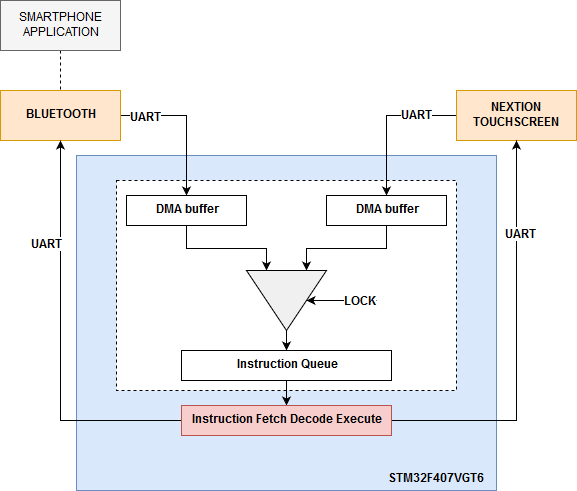 SMARTPHONE
APPLICATION
BLUETOOTH
NEXTION
TOUCHSCREEN
UART
UART
DMA buffer
DMA buffer
UART
UART
LOCK
Instruction Queue
Instruction Fetch Decode Execute
STM32F407VGT6